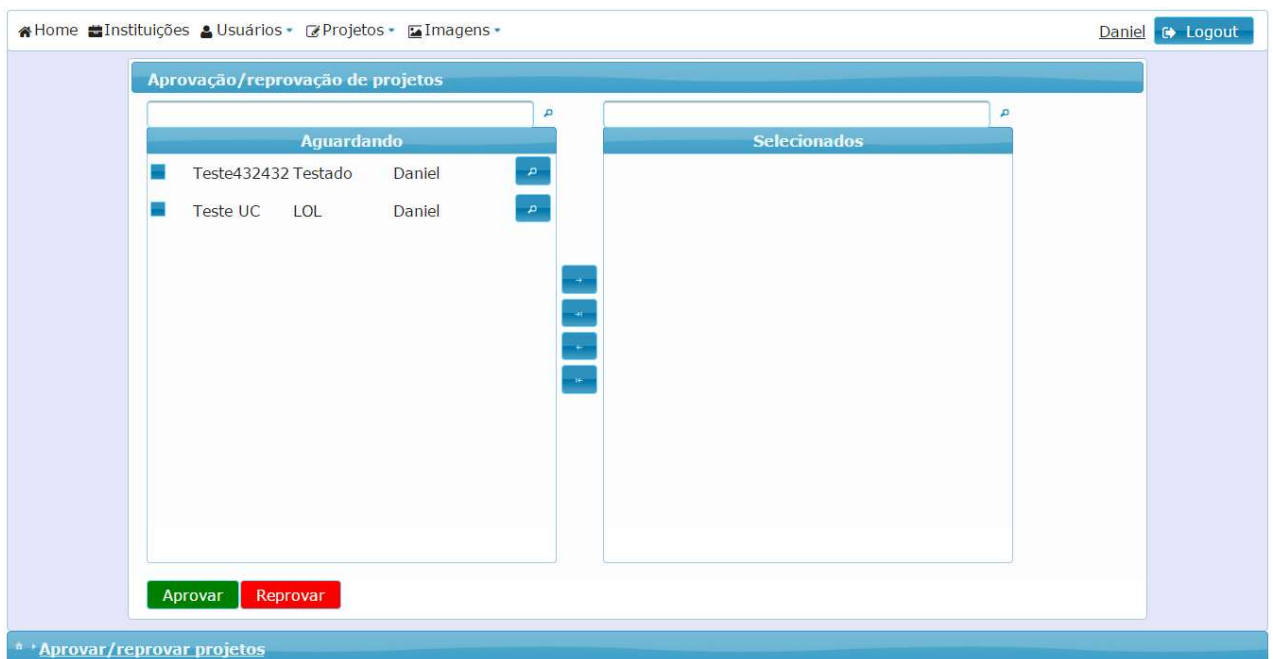 Home Instituições Usuários Projetos Imagens Daniel Logout
Aprovação/reprovação de projetos
Aguardando Selecionados
Teste432432 Testado Daniel
Teste UC LOL Daniel
Aprovar Reprovar
Aprovar/reprovar projetos